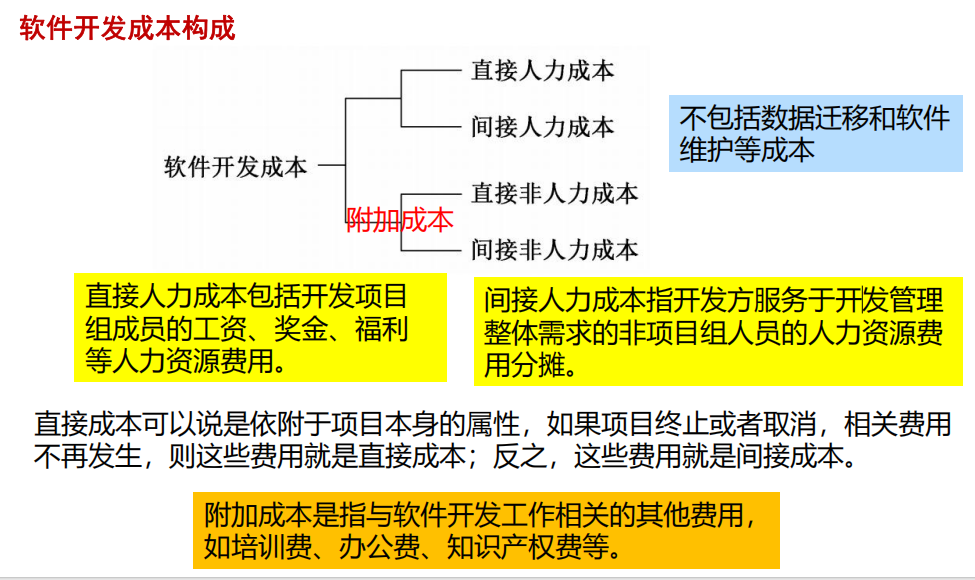 软件开发成本构成
直接人力成本
间接人力成本
不包括数据迁移和软件
维护等成本
软件开发成本
直接非人力成本
附加成本
间接非人力成本
直接人力成本包括开发项目
组成员的工资、奖金、福利
等人力资源费用。
间接人力成本指开发方服务于开发管理
整体需求的非项目组人员的人力资源费
用分摊。
直接成本可以说是依附于项目本身的属性，如果项目终止或者取消，相关费用
不再发生，则这些费用就是直接成本；反之，这些费用就是间接成本。
附加成本是指与软件开发工作相关的其他费用，
如培训费、办公费、知识产权费等。